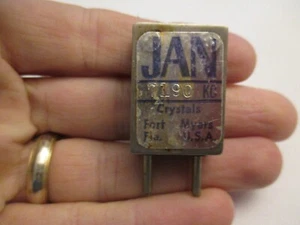 JAN
7190 KC
Crystals
Fort Myers
Fla. U.S.A